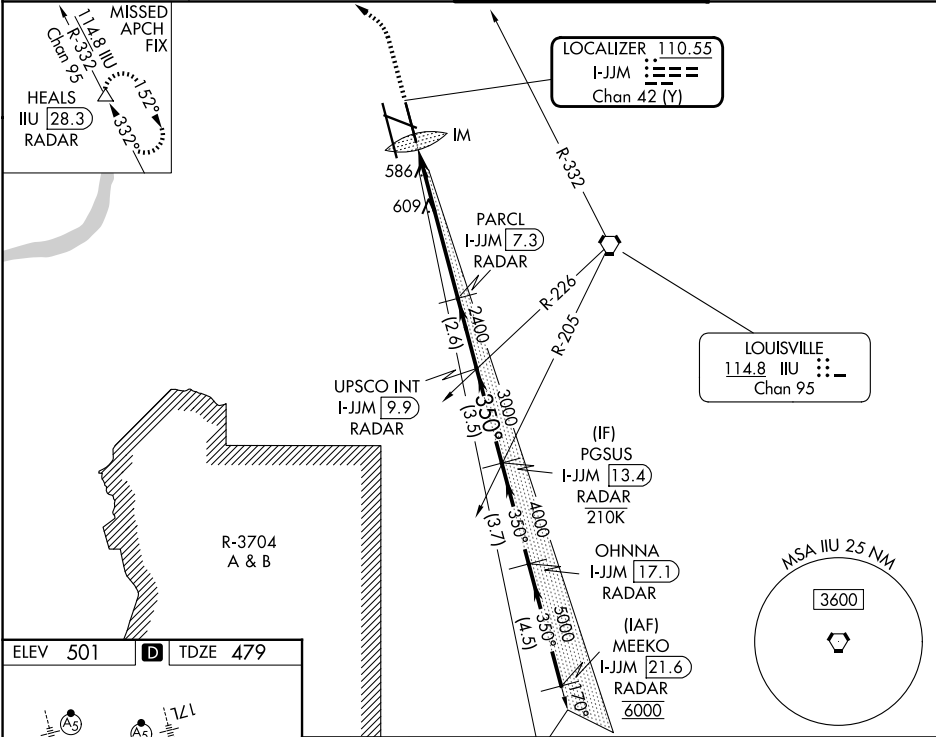 MISSED
APCH
FIX
114.8 IIU
R-332
Chan 95
HEALS
IIU 28.3
RADAR
152°
332°
LOCALIZER 110.55
I-JJM
Chan 42 (Y)
IM
586
609
R-332
PARCL
I-JJM 7.3
RADAR
R-226
R-205
2400
(2.6)
LOUISVILLE
114.8 IIU
Chan 95
UPSCO INT
I-JJM 9.9
RADAR
3000
350°
(3.5)
(IF)
PGSUS
I-JJM 13.4
RADAR
210K
4000
350°
(3.7)
R-3704
A & B
OHNNA
I-JJM 17.1
RADAR
5000
350°
(4.5)
(IAF)
MEEKO
I-JJM 21.6
RADAR
6000
170°
MSA IIU 25 NM
3600
ELEV 501 D TDZE 479
A5
A5
17L